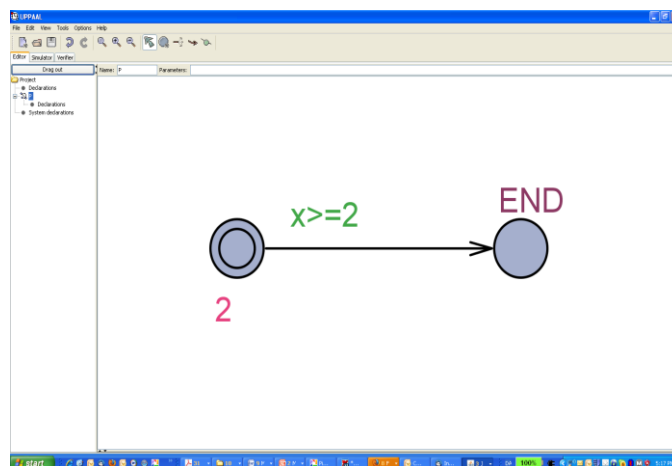 UPPAAL
File Edit View Tools Options Help
Editor Simulator Verifier
Drag out
Name: P Parameters:
Project
Declarations
P
Declarations
System declarations
x>=2
END
2
start
100%